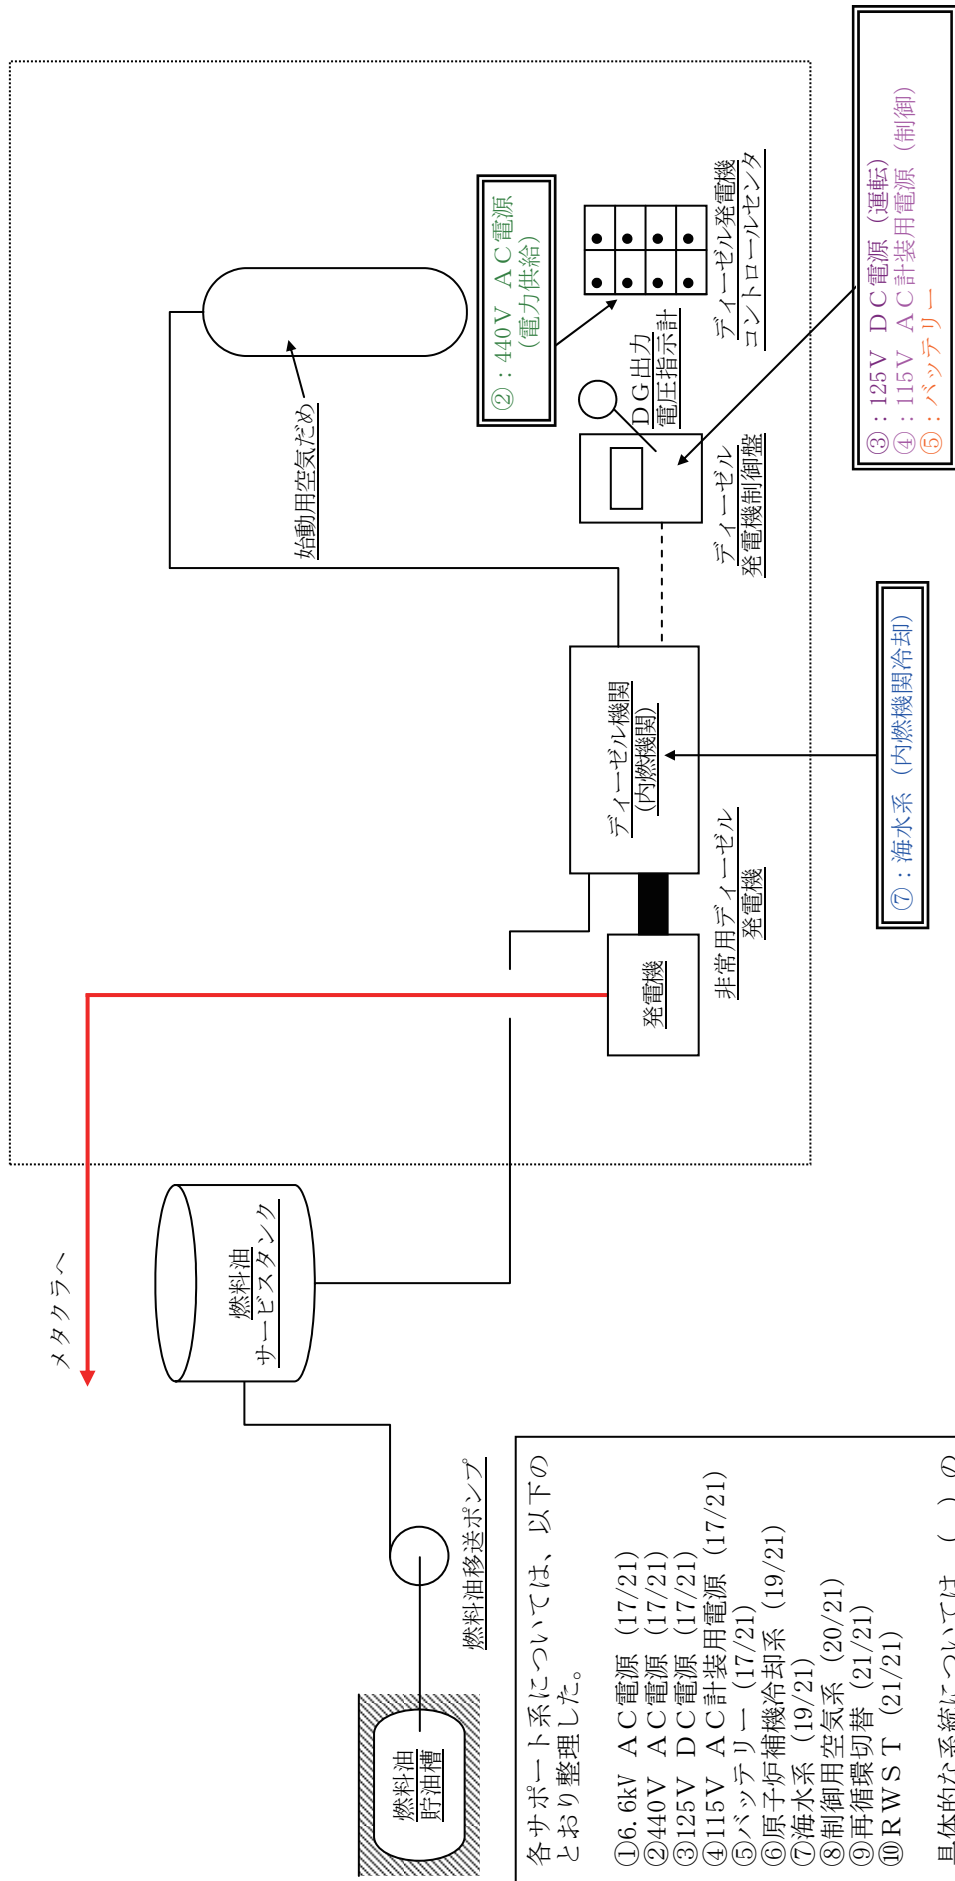 メタクラへ
燃料油
貯油槽
燃料油移送ポンプ
燃料油
サービスタンク
始動用空気だめ
発電機
ディーゼル機関
(内燃機関)
非常用ディーゼル
発電機
ディーゼル
発電機制御盤
DG出力
電圧指示計
ディーゼル発電機
コントロールセンタ
②：440V AC電源
(電力供給)
③：125V DC電源（運転）
④：115V AC計装用電源（制御）
⑤：バッテリー
⑦：海水系（内燃機関冷却）
各サポート系については、以下の
とおり整理した。
①6.6kV AC電源（17/21）
②440V AC電源（17/21）
③125V DC電源（17/21）
④115V AC計装用電源（17/21）
⑤バッテリー（17/21）
⑥原子炉補機冷却系（19/21）
⑦海水系（19/21）
⑧制御用空気系（20/21）
⑨再循環切替（21/21）
⑩RWST（21/21）
具体的な系統については、（ ）の